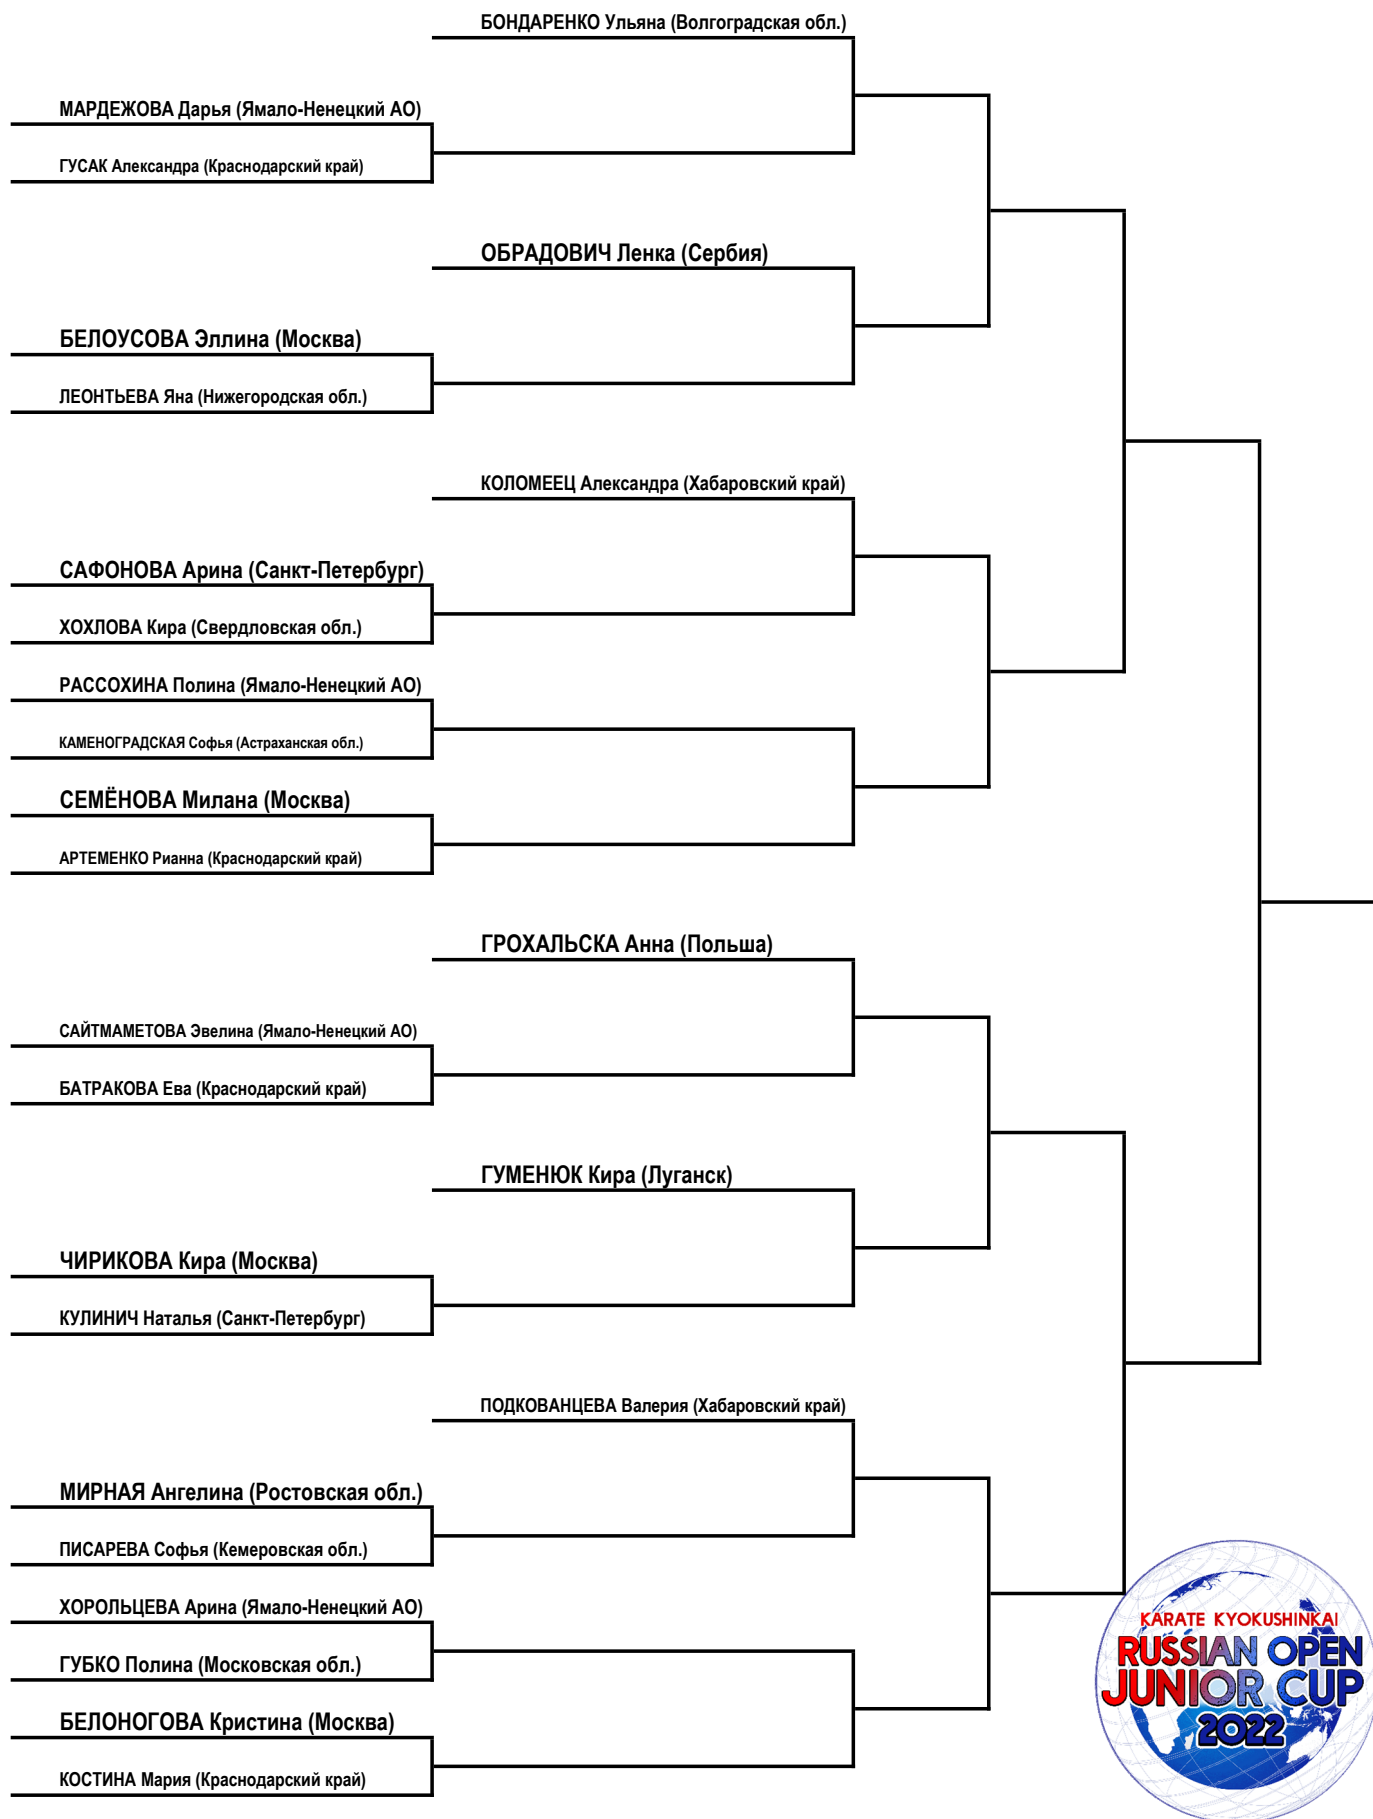 БОНДАРЕНКО Ульяна (Волгоградская обл.)
МАРДЕЖОВА Дарья (Ямало-Ненецкий АО)
ГУСАК Александра (Краснодарский край)
ОБРАДОВИЧ Ленка (Сербия)
БЕЛОУСОВА Эллина (Москва)
ЛЕОНТЬЕВА Яна (Нижегородская обл.)
КОЛОМЕЕЦ Александра (Хабаровский край)
САФОНОВА Арина (Санкт-Петербург)
ХОХЛОВА Кира (Свердловская обл.)
РАССОХИНА Полина (Ямало-Ненецкий АО)
КАМЕНОГРАДСКАЯ Софья (Астраханская обл.)
СЕМЁНОВА Милана (Москва)
АРТЕМЕНКО Рианна (Краснодарский край)
ГРОХАЛЬСКА Анна (Польша)
САЙТМАМЕТОВА Эвелина (Ямало-Ненецкий АО)
БАТРАКОВА Ева (Краснодарский край)
ГУМЕНЮК Кира (Луганск)
ЧИРИКОВА Кира (Москва)
КУЛИНИЧ Наталья (Санкт-Петербург)
ПОДКОВАНЦЕВА Валерия (Хабаровский край)
МИРНАЯ Ангелина (Ростовская обл.)
ПИСАРЕВА Софья (Кемеровская обл.)
ХОРОЛЬЦЕВА Арина (Ямало-Ненецкий АО)
ГУБКО Полина (Московская обл.)
БЕЛОНОГОВА Кристина (Москва)
КОСТИНА Мария (Краснодарский край)
KARATE KYOKUSHINKAI
RUSSIAN OPEN
JUNIOR CUP
2022